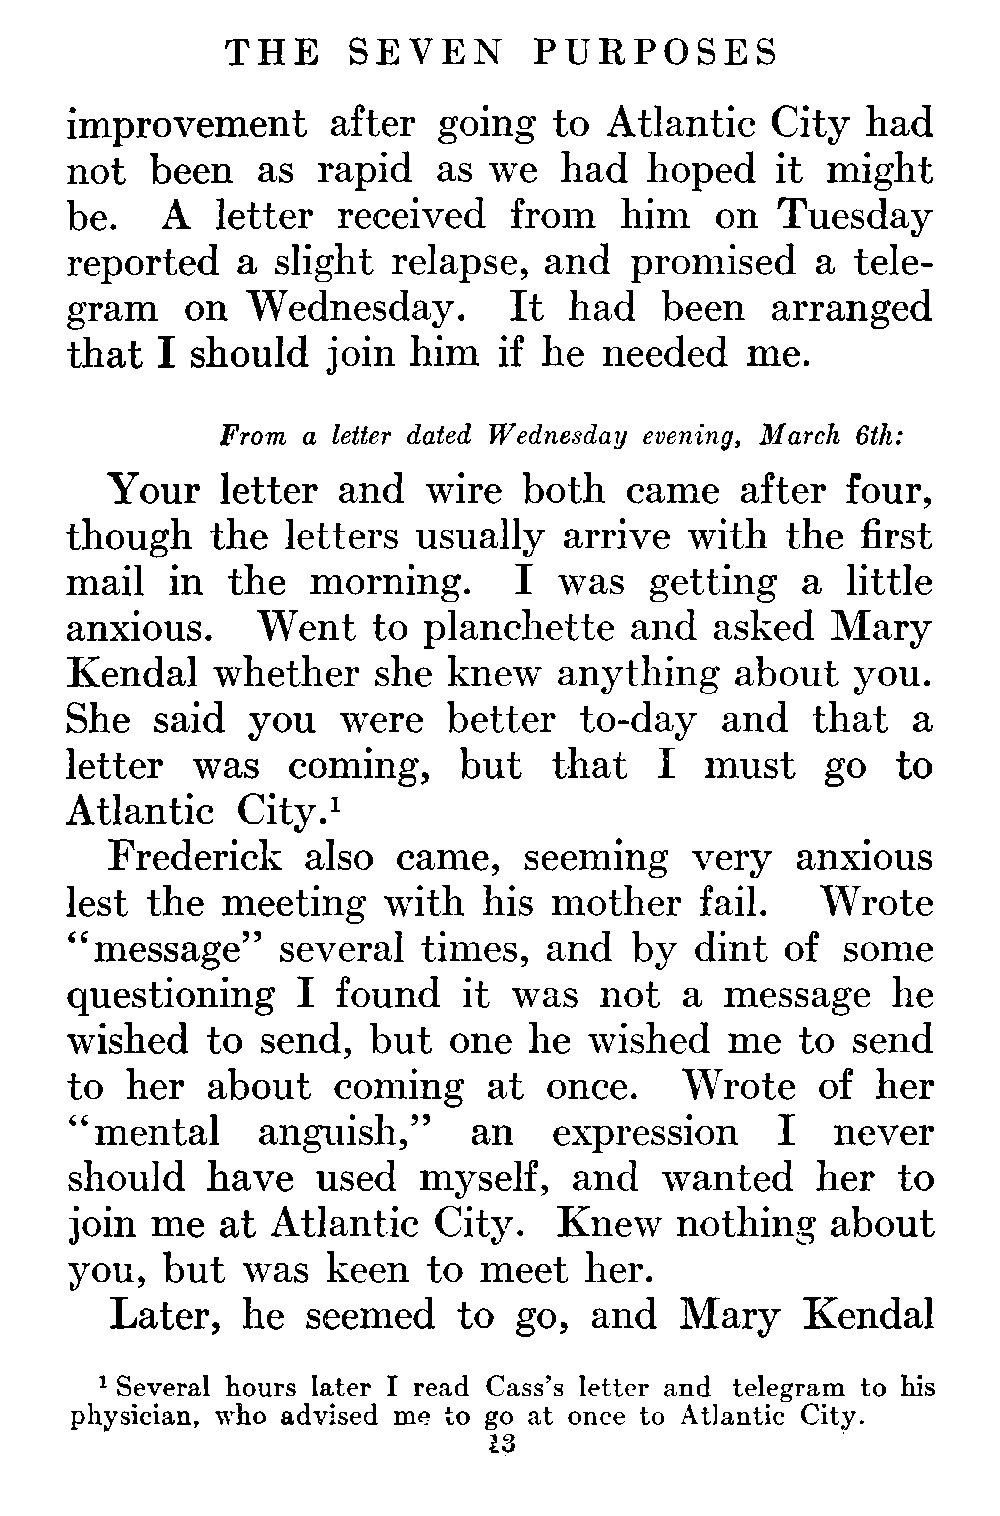 THE SEVEN PURPOSES
improvement after going to Atlantic City had
not been as rapid as we had hoped it might
be. A letter received from him on Tuesday
reported a slight relapse, and promised a tele-
gram on Wednesday. It had been arranged
that I should join him if he needed me.
From a letter dated Wednesday evening, March 6th:
Your letter and wire both came after four,
though the letters usually arrive with the first
mail in the morning. I was getting a little
anxious. Went to planchette and asked Mary
Kendal whether she knew anything about you.
She said you were better to-day and that a
letter was coming, but that I must go to
Atlantic City.¹
Frederick also came, seeming very anxious
lest the meeting with his mother fail. Wrote
“message” several times, and by dint of some
questioning I found it was not a message he
wished to send, but one he wished me to send
to her about coming at once. Wrote of her
“mental anguish,” an expression I never
should have used myself, and wanted her to
join me at Atlantic City. Knew nothing about
you, but was keen to meet her.
Later, he seemed to go, and Mary Kendal
¹ Several hours later I read Cass’s letter and telegram to his
physician, who advised me to go at once to Atlantic City.
13